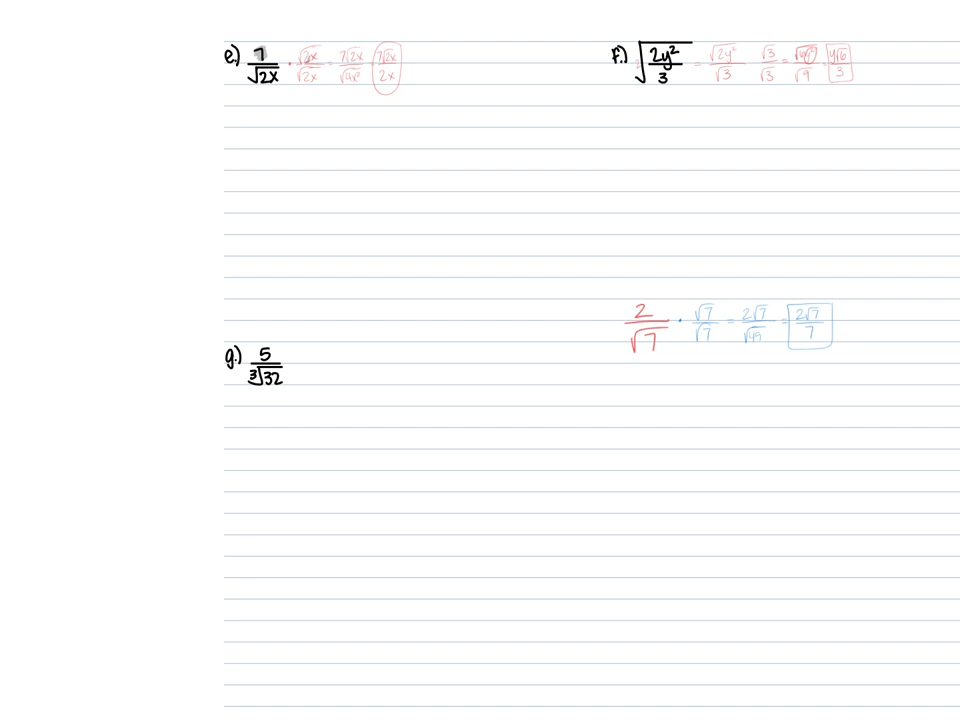 e.) 7/√2x · √2x/√2x = 7√2x/√4x² = 7√2x/2x
f.) √(2y²/3) = √2y²/√3 √3/√3 = √6y²/√9 = y√6/3
2/√7 · √7/√7 = 2√7/√49 = 2√7/7
g.) 5/³√32